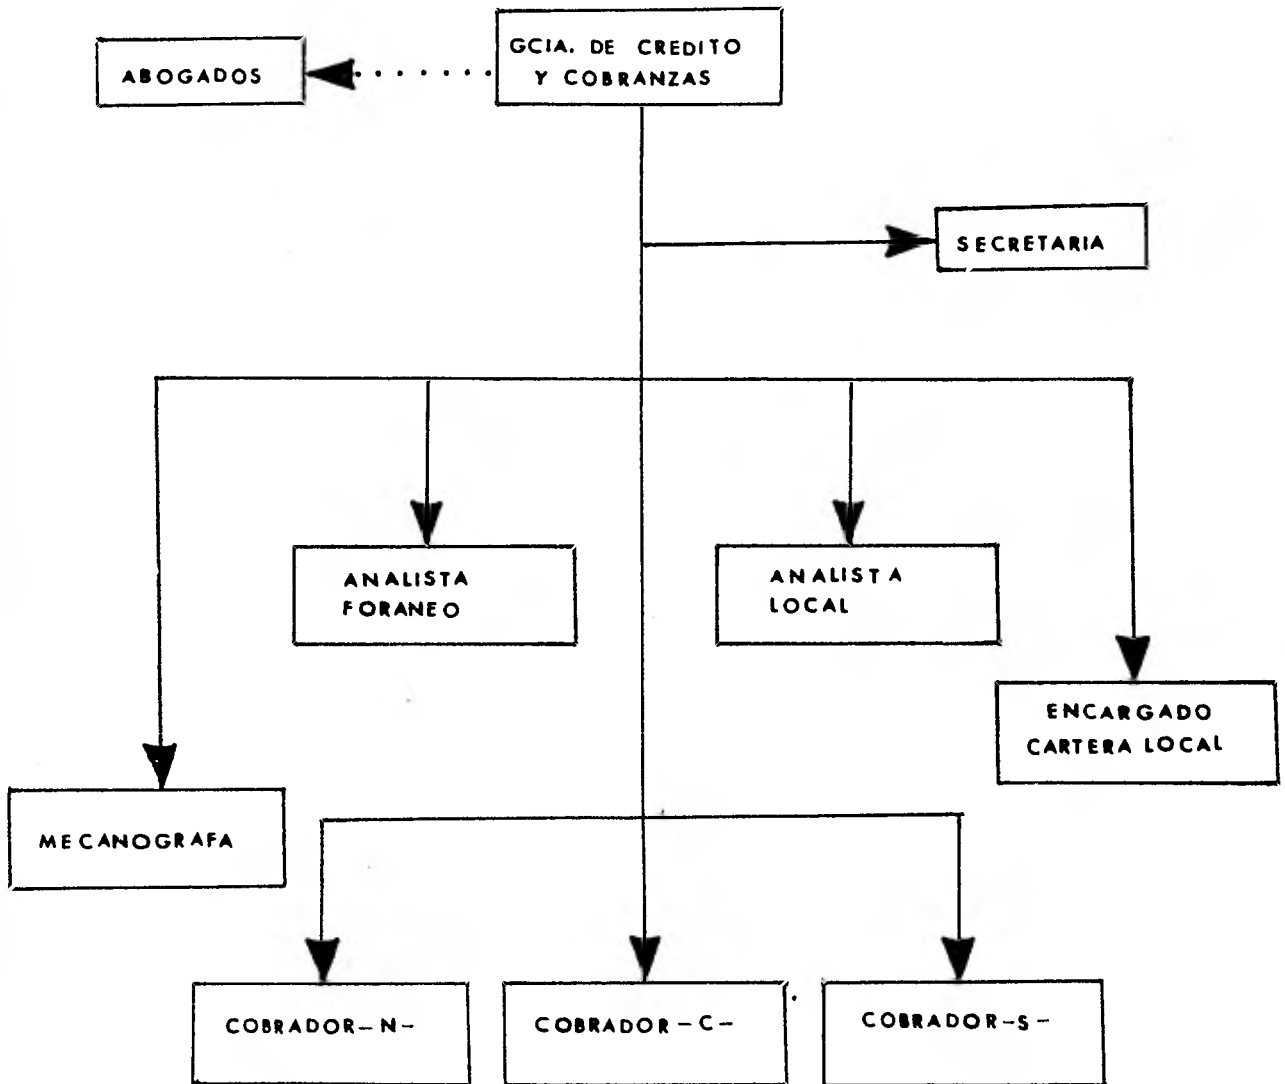 GCIA. DE CREDITO
Y COBRANZAS
ABOGADOS
SECRETARIA
ANALISTA
FORANEO
ANALISTA
LOCAL
ENCARGADO
CARTERA LOCAL
MECANOGRAFA
COBRADOR-N-
COBRADOR-C-
COBRADOR-S-